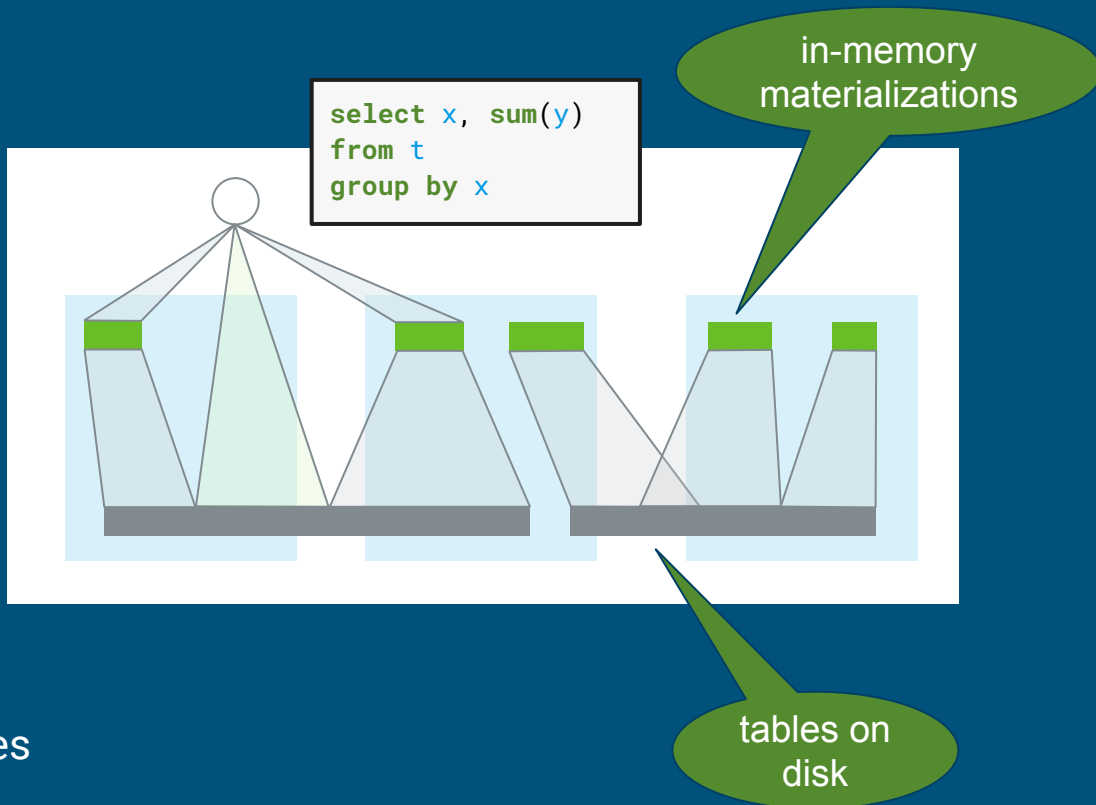 in-memory
materializations
select x, sum(y)
from t
group by x
tables on
disk
es